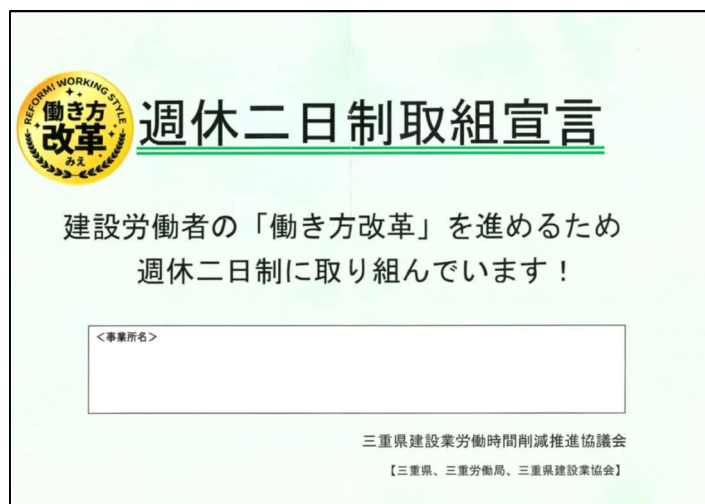 REFORM! WORKING STYLE
働き方
改革
みえ
週休二日制取組宣言
建設労働者の「働き方改革」を進めるため
週休二日制に取り組んでいます！
＜事業所名＞
三重県建設業労働時間削減推進協議会
【三重県、三重労働局、三重県建設業協会】